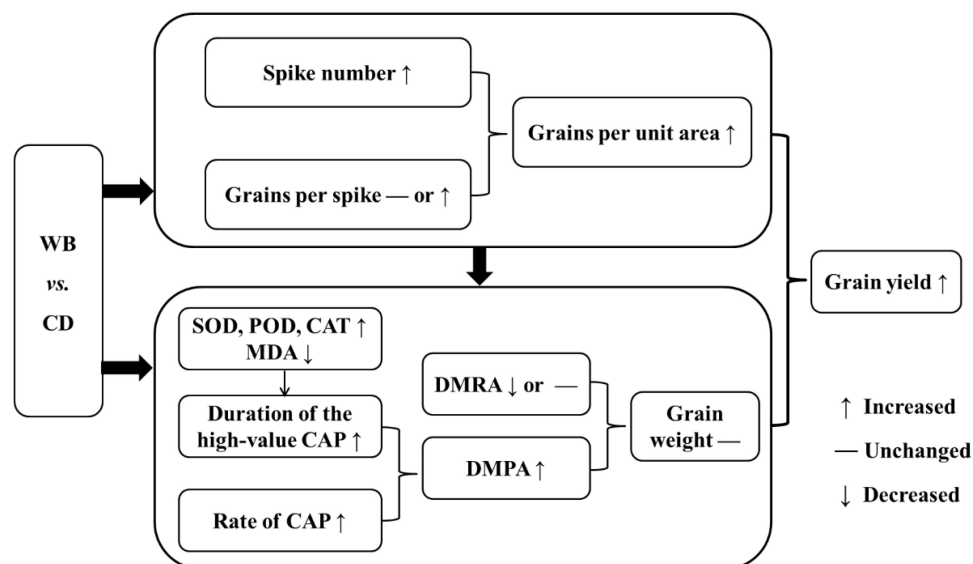 WB
vs.
CD
Spike number ↑
Grains per spike — or ↑
Grains per unit area ↑
SOD, POD, CAT ↑
MDA ↓
Duration of the
high-value CAP ↑
Rate of CAP ↑
DMRA ↓ or —
DMPA ↑
Grain
weight —
Grain yield ↑
↑ Increased
— Unchanged
↓ Decreased